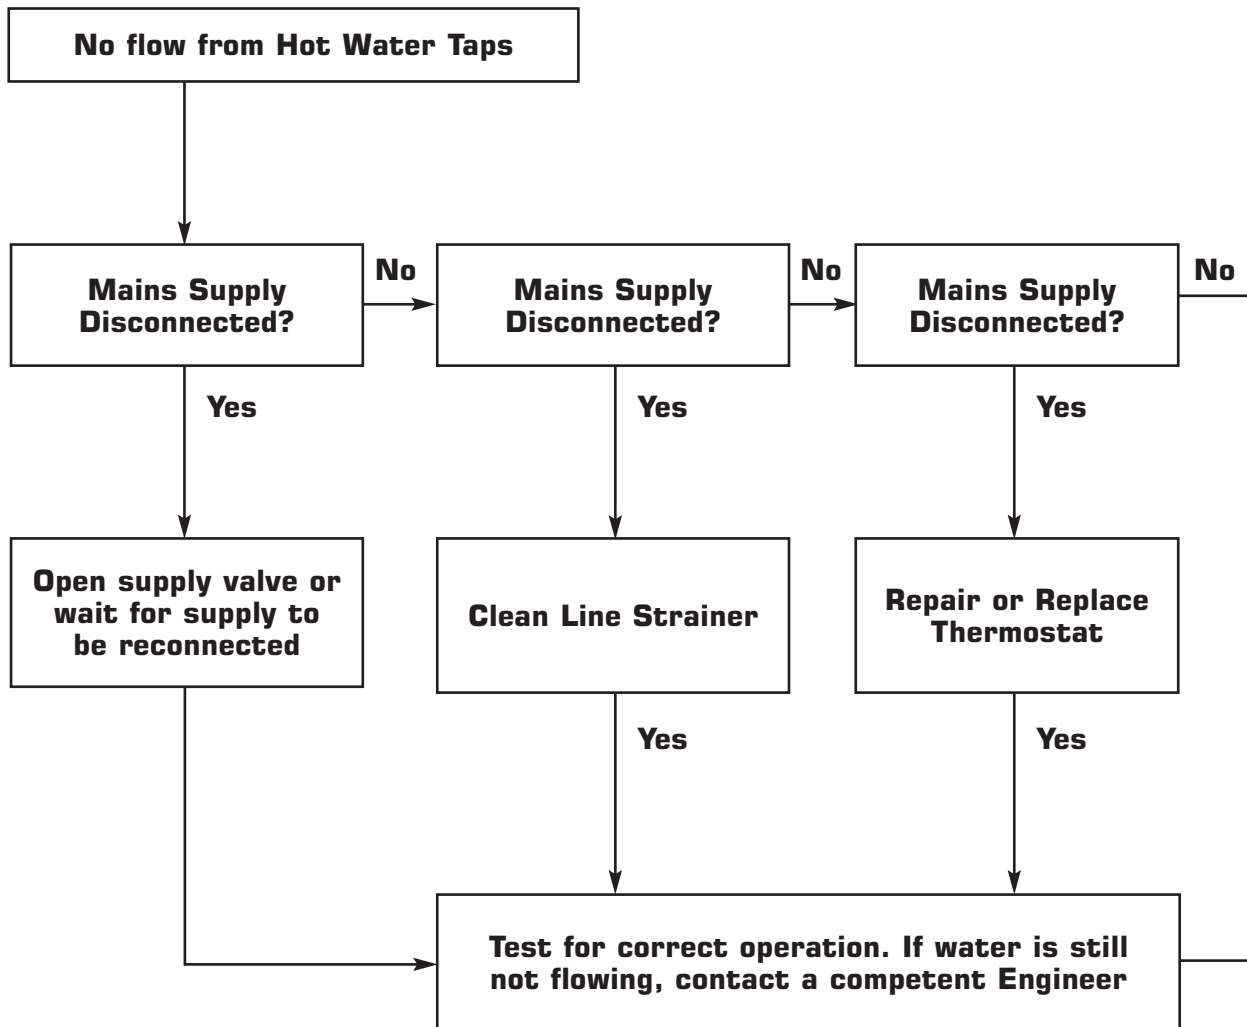 No flow from Hot Water Taps
No
No
No
Mains Supply
Disconnected?
Mains Supply
Disconnected?
Mains Supply
Disconnected?
Yes
Yes
Yes
Open supply valve or
wait for supply to
be reconnected
Clean Line Strainer
Repair or Replace
Thermostat
Yes
Yes
Test for correct operation. If water is still
not flowing, contact a competent Engineer